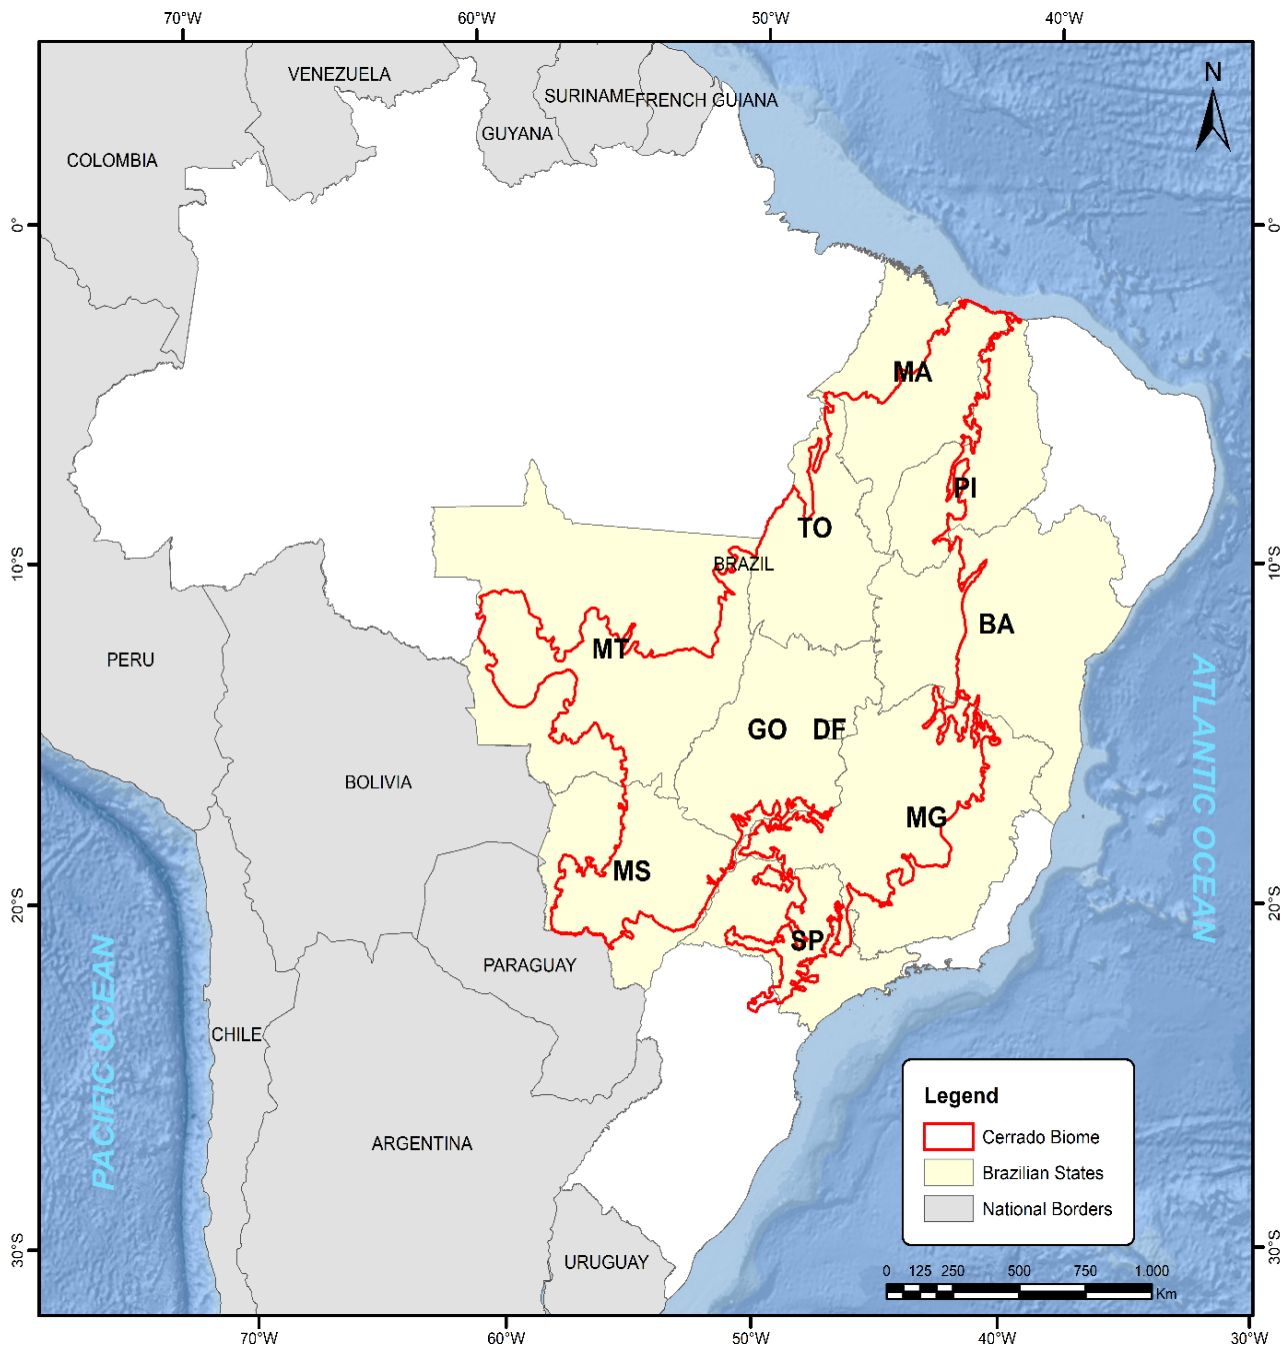 70°W 60°W 50°W 40°W
N
VENEZUELA
SURINAME
FRENCH GUIANA
GUYANA
COLOMBIA
0° 0°
MA
PI
TO
BRAZIL
10°S 10°S
BA
MT
PERU
ATLANTIC OCEAN
GO DF
BOLIVIA
MG
MS
20°S 20°S
SP
PARAGUAY
PACIFIC OCEAN
CHILE
Legend
Cerrado Biome
Brazilian States
National Borders
ARGENTINA
30°S 30°S
URUGUAY
0 125 250 500 750 1.000
Km
70°W 60°W 50°W 40°W 30°W